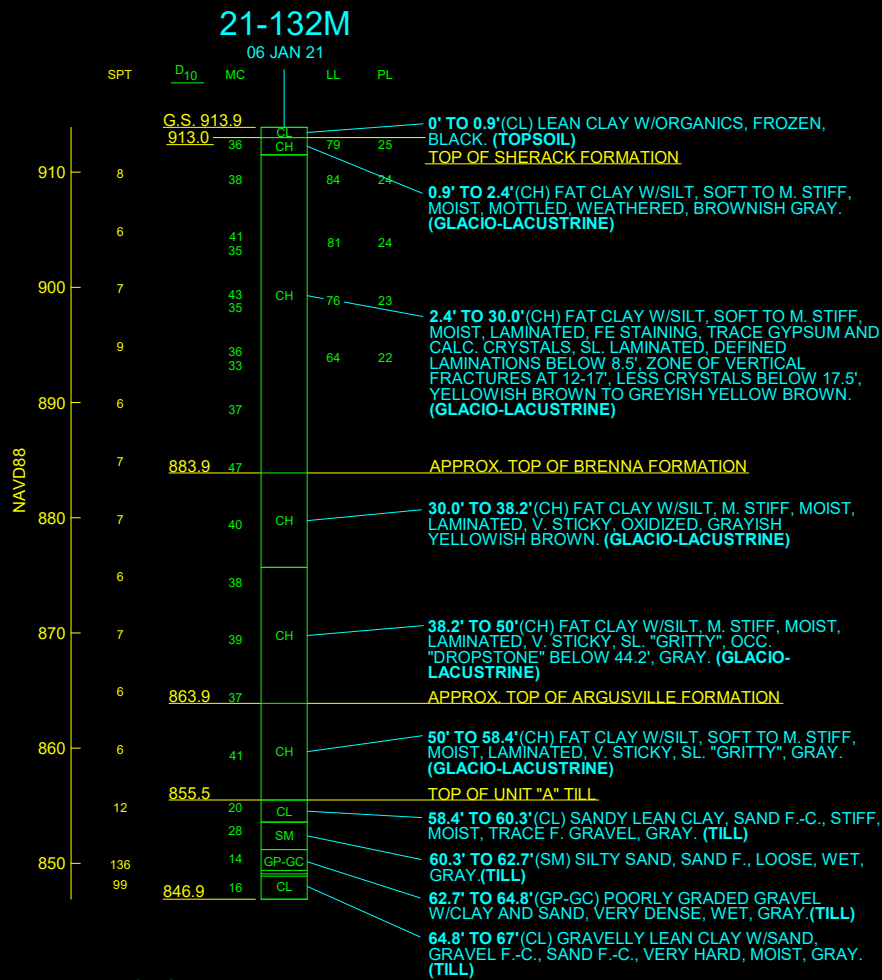 21-132M
06 JAN 21
SPT D10 MC LL PL
G.S. 913.9
CL
0' TO 0.9'(CL) LEAN CLAY W/ORGANICS, FROZEN,
BLACK. (TOPSOIL)
913.0
36 CH 79 25
TOP OF SHERACK FORMATION
910
8
38 84 24
0.9' TO 2.4'(CH) FAT CLAY W/SILT, SOFT TO M. STIFF,
MOIST, MOTTLED, WEATHERED, BROWNISH GRAY.
(GLACIO-LACUSTRINE)
6
41 81 24
35
900
7
43 CH 76 23
35
2.4' TO 30.0'(CH) FAT CLAY W/SILT, SOFT TO M. STIFF,
MOIST, LAMINATED, FE STAINING, TRACE GYPSUM AND
CALC. CRYSTALS, SL. LAMINATED, DEFINED
LAMINATIONS BELOW 8.5', ZONE OF VERTICAL
FRACTURES AT 12-17', LESS CRYSTALS BELOW 17.5',
YELLOWISH BROWN TO GREYISH YELLOW BROWN.
(GLACIO-LACUSTRINE)
9
36 64 22
33
890
6
37
NAVD88
7
883.9 47
APPROX. TOP OF BRENNA FORMATION
880
7
40 CH
30.0' TO 38.2'(CH) FAT CLAY W/SILT, M. STIFF, MOIST,
LAMINATED, V. STICKY, OXIDIZED, GRAYISH
YELLOWISH BROWN. (GLACIO-LACUSTRINE)
6
38
870
7
39 CH
38.2' TO 50'(CH) FAT CLAY W/SILT, M. STIFF, MOIST,
LAMINATED, V. STICKY, SL. "GRITTY", OCC.
"DROPSTONE" BELOW 44.2', GRAY. (GLACIO-
LACUSTRINE)
6
863.9 37
APPROX. TOP OF ARGUSVILLE FORMATION
860
6
41 CH
50' TO 58.4'(CH) FAT CLAY W/SILT, SOFT TO M. STIFF,
MOIST, LAMINATED, V. STICKY, SL. "GRITTY", GRAY.
(GLACIO-LACUSTRINE)
855.5
TOP OF UNIT "A" TILL
12
20 CL
58.4' TO 60.3'(CL) SANDY LEAN CLAY, SAND F.-C., STIFF,
MOIST, TRACE F. GRAVEL, GRAY. (TILL)
28 SM
60.3' TO 62.7'(SM) SILTY SAND, SAND F., LOOSE, WET,
GRAY.(TILL)
850
136
14 GP-GC
62.7' TO 64.8'(GP-GC) POORLY GRADED GRAVEL
W/CLAY AND SAND, VERY DENSE, WET, GRAY.(TILL)
99
846.9 16 CL
64.8' TO 67'(CL) GRAVELLY LEAN CLAY W/SAND,
GRAVEL F.-C., SAND F.-C., VERY HARD, MOIST, GRAY.
(TILL)